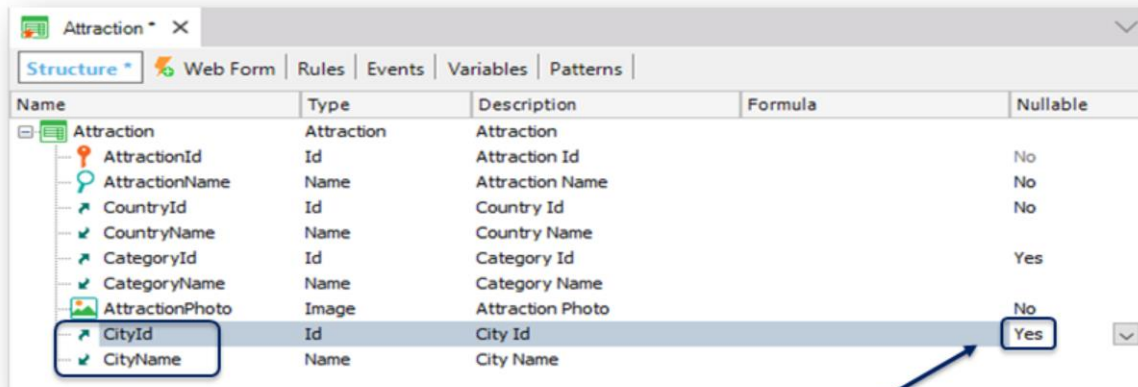 Attraction *
Structure * Web Form Rules Events Variables Patterns
Name Type Description Formula Nullable
Attraction Attraction Attraction
AttractionId Id Attraction Id No
AttractionName Name Attraction Name No
CountryId Id Country Id No
CountryName Name Country Name
CategoryId Id Category Id Yes
CategoryName Name Category Name
AttractionPhoto Image Attraction Photo No
CityId Id City Id Yes
CityName Name City Name